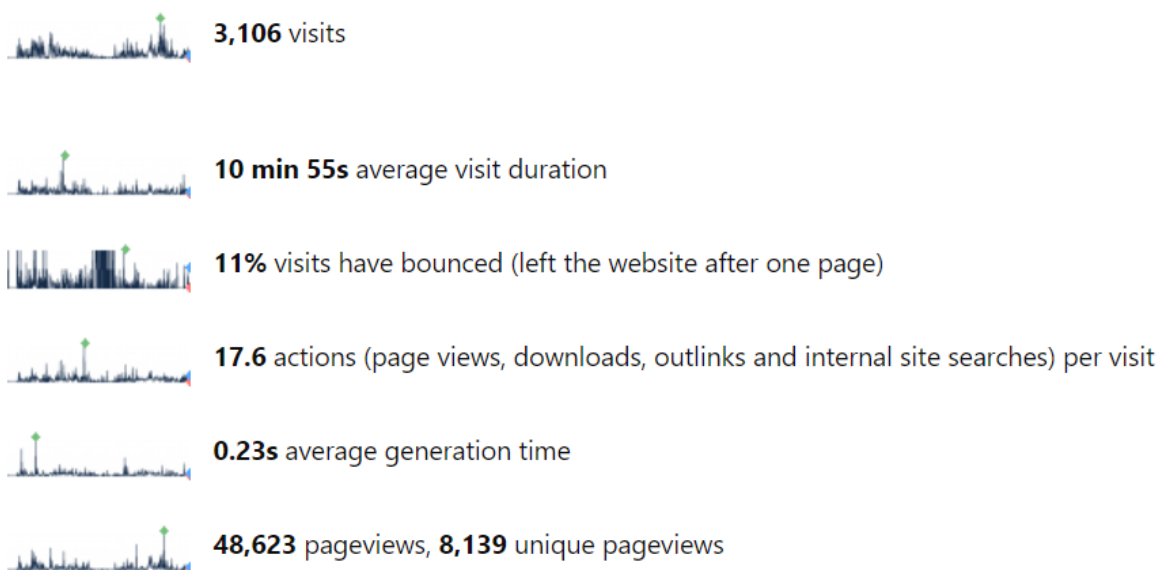 3,106 visits
10 min 55s average visit duration
11% visits have bounced (left the website after one page)
17.6 actions (page views, downloads, outlinks and internal site searches) per visit
0.23s average generation time
48,623 pageviews, 8,139 unique pageviews